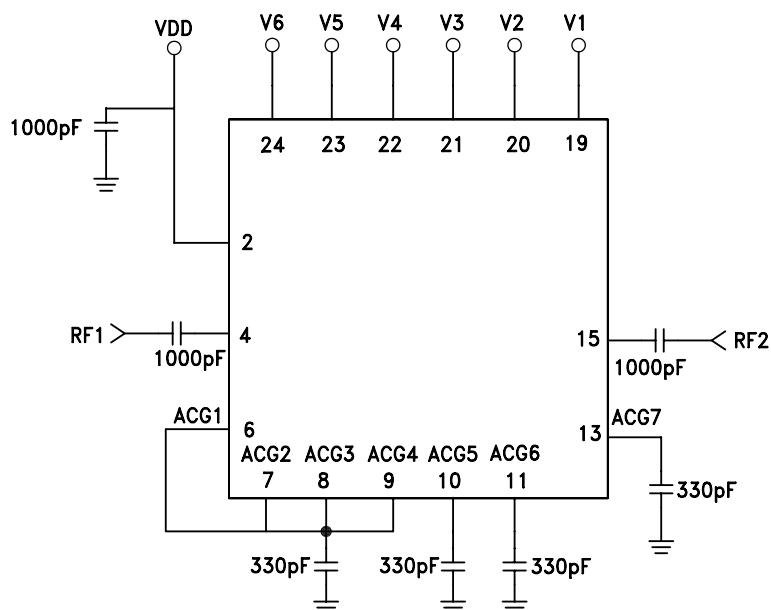 VDD V6 V5 V4 V3 V2 V1
1000pF
24 23 22 21 20 19
2
RF1 4
1000pF
15 RF2
1000pF
ACG1 6
ACG7
13
ACG2 ACG3 ACG4 ACG5 ACG6
7 8 9 10 11
330pF
330pF 330pF 330pF